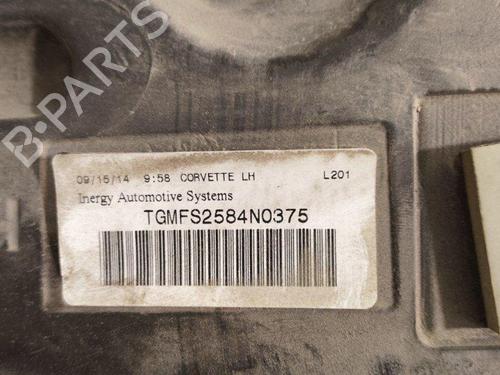 B-PARTS
09/15/14 9:58 CORVETTE LH L201
Inergy Automotive Systems
TGMFS2584N0375